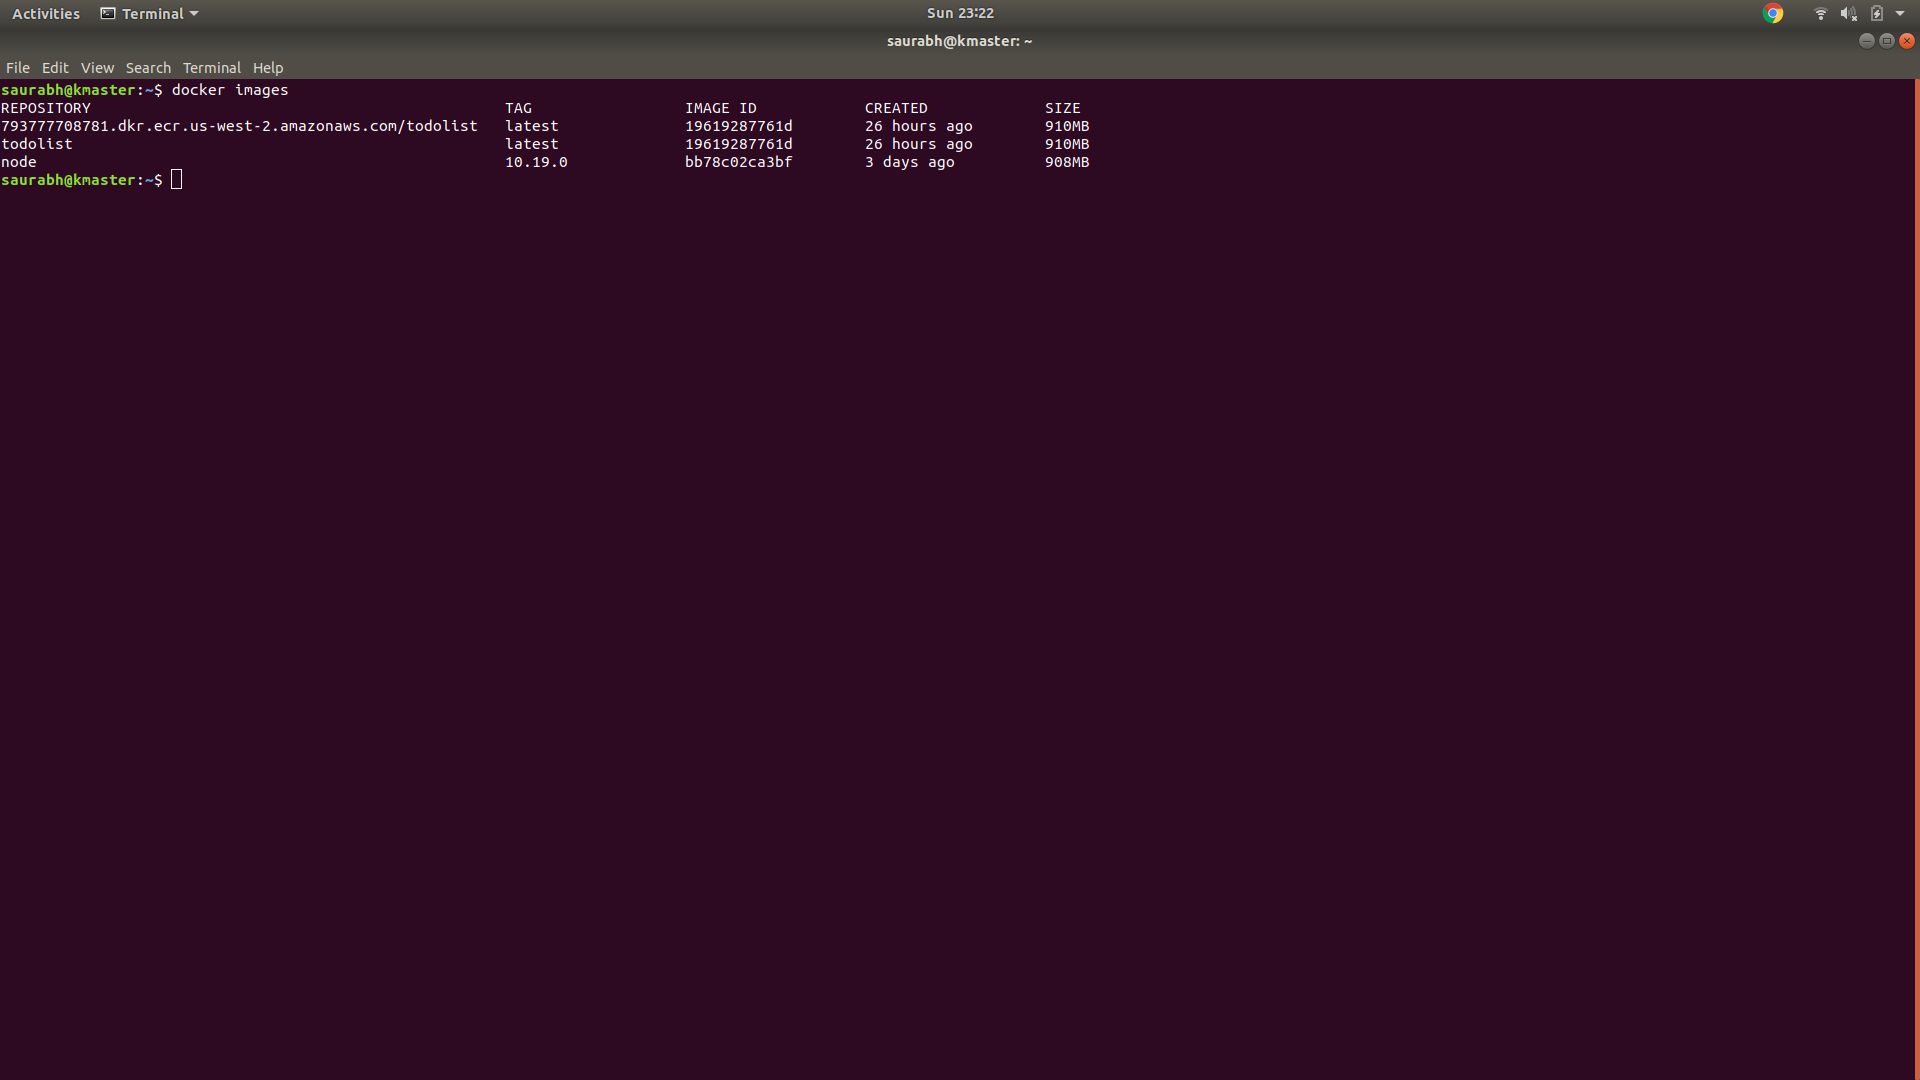 Activities Terminal Sun 23:22
saurabh@kmaster: ~
File Edit View Search Terminal Help
saurabh@kmaster:~$ docker images
REPOSITORY TAG IMAGE ID CREATED SIZE
793777708781.dkr.ecr.us-west-2.amazonaws.com/todolist latest 19619287761d 26 hours ago 910MB
todolist latest 19619287761d 26 hours ago 910MB
node 10.19.0 bb78c02ca3bf 3 days ago 908MB
saurabh@kmaster:~$